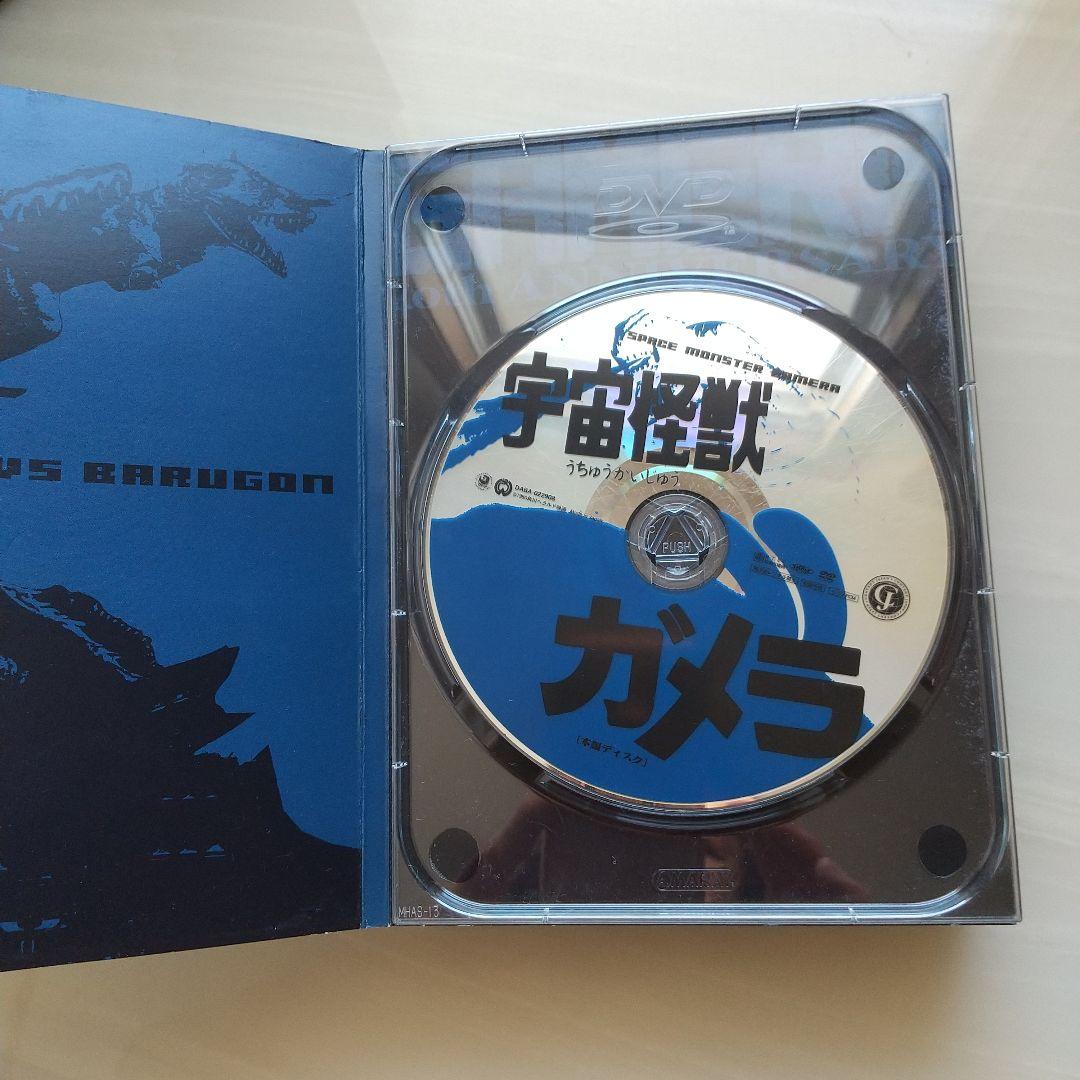 VS BARUGON
DVD
SPACE MONSTER GAMERA
宇宙怪獣
うちゅうかいじゅう
PUSH
ガメラ
[本編ディスク]
AMARAY
MHAS-13